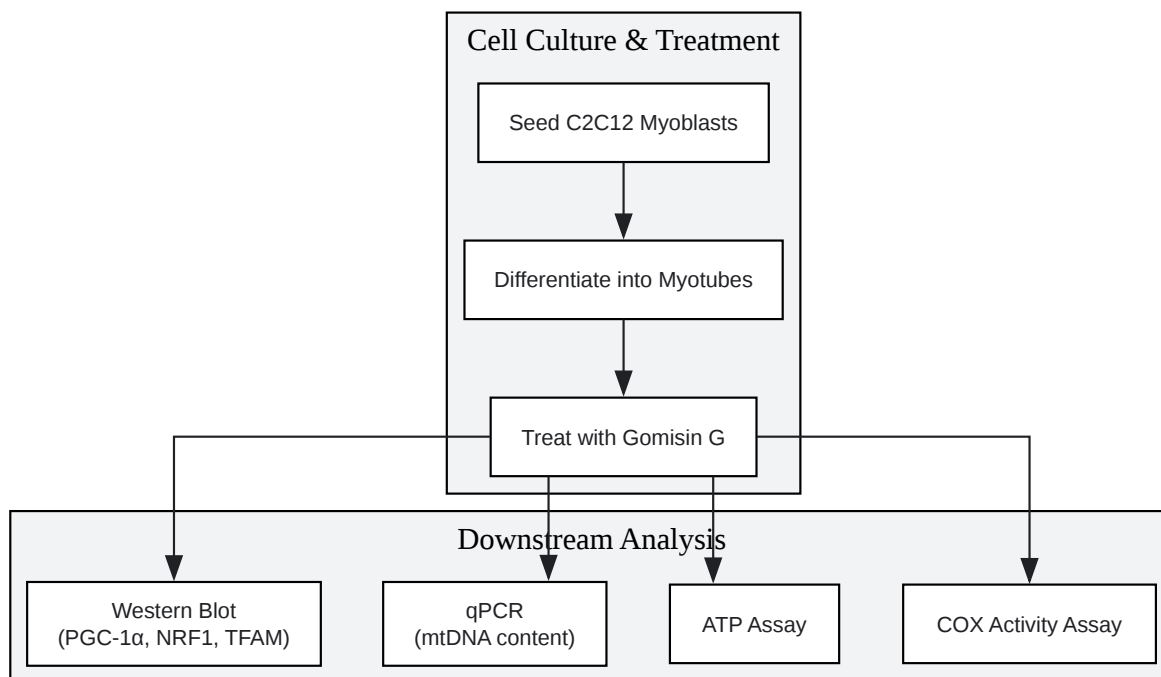 Cell Culture & Treatment
Seed C2C12 Myoblasts
Differentiate into Myotubes
Treat with Gomisin G
Downstream Analysis
Western Blot
(PGC-1α, NRF1, TFAM)
qPCR
(mtDNA content)
ATP Assay
COX Activity Assay